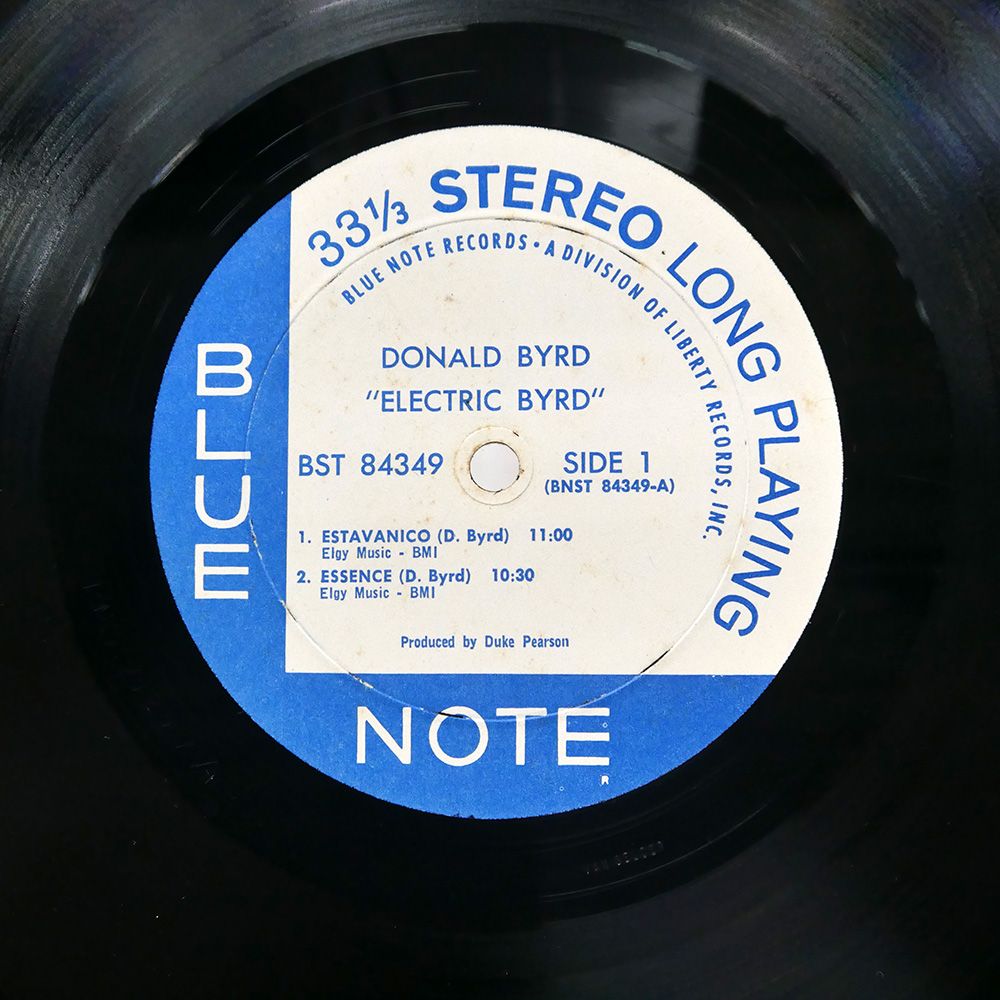 33 1/3 STEREO LONG PLAYING
BLUE NOTE RECORDS • A DIVISION OF LIBERTY RECORDS, INC.
DONALD BYRD
"ELECTRIC BYRD"
BST 84349
SIDE 1
(BNST 84349-A)
1. ESTAVANICO (D. Byrd) 11:00
Elgy Music - BMI
2. ESSENCE (D. Byrd) 10:30
Elgy Music - BMI
Produced by Duke Pearson
BLUE
NOTE
R